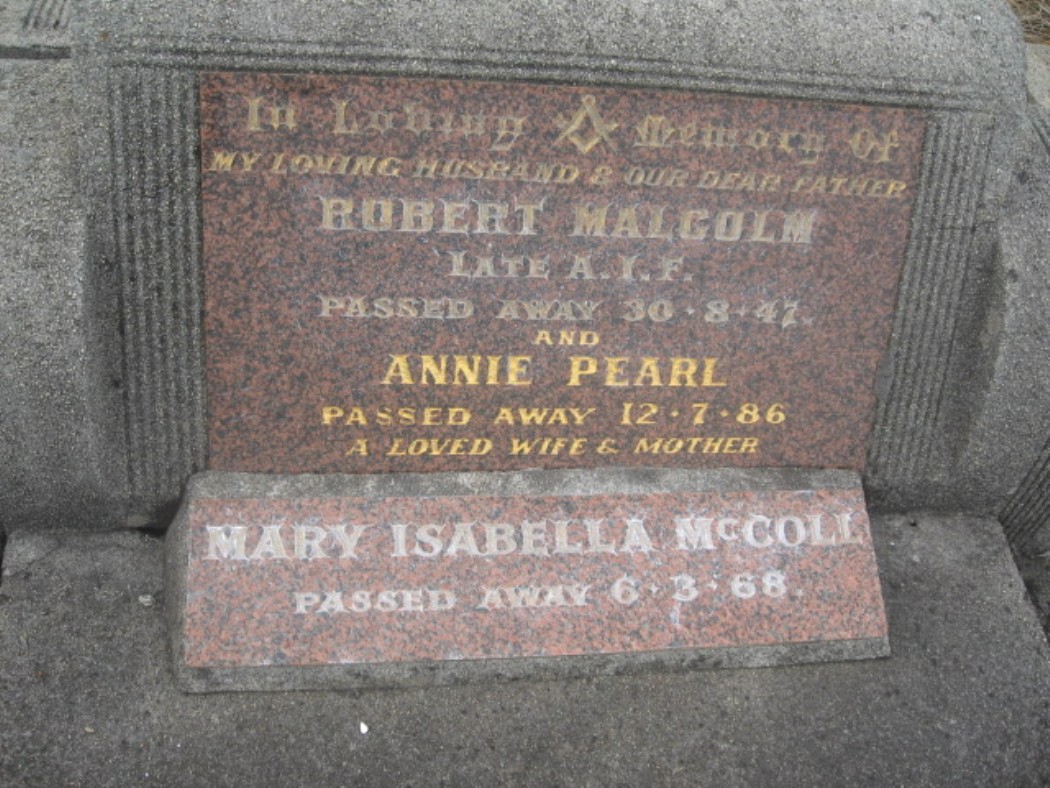 In Loving Memory Of
MY LOVING HUSBAND & OUR DEAR FATHER
ROBERT MALCOLM
LATE A.I.F.
PASSED AWAY 30·8·47.
AND
ANNIE PEARL
PASSED AWAY 12·7·86
A LOVED WIFE & MOTHER
MARY ISABELLA McCOLL
PASSED AWAY 6·3·68.